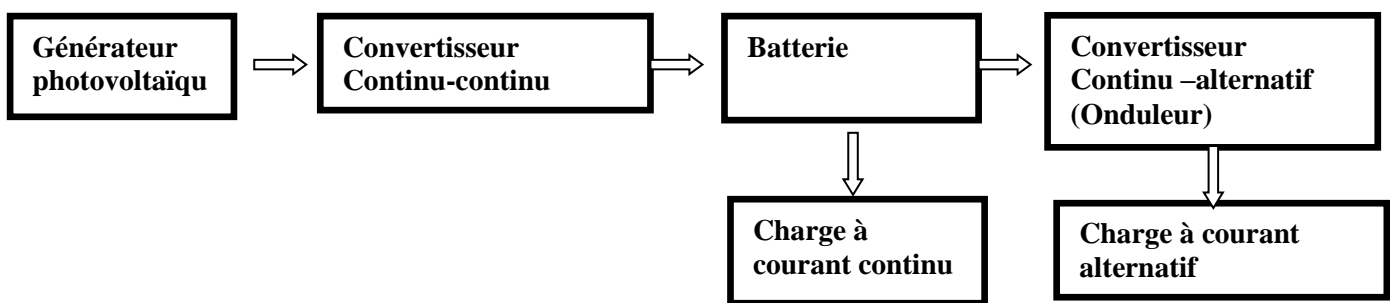 Générateur
photovoltaïqu
Convertisseur
Continu-continu
Batterie
Convertisseur
Continu –alternatif
(Onduleur)
Charge à
courant continu
Charge à courant
alternatif